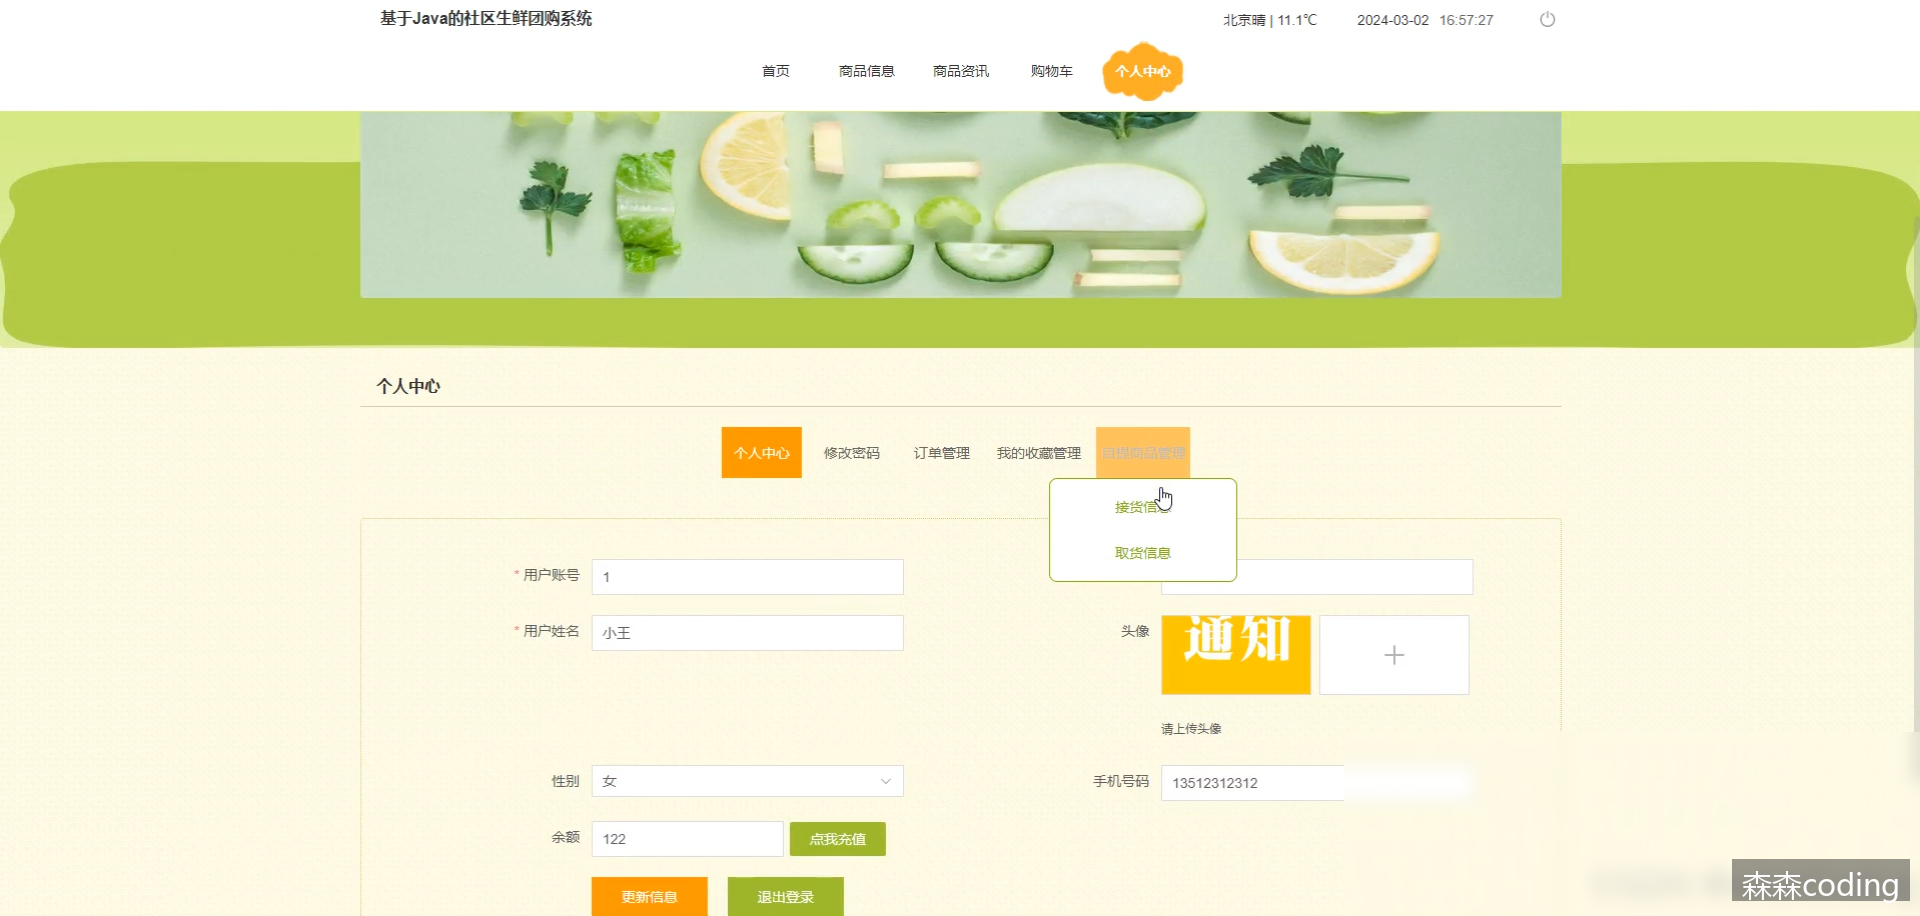 基于Java的社区生鲜团购系统
北京晴 | 11.1℃ 2024-03-02 16:57:27
首页 商品信息 商品资讯 购物车 个人中心
个人中心
个人中心 修改密码 订单管理 我的收藏管理 自提商品管理
接货信息
取货信息
* 用户账号 1
* 用户姓名 小王
头像 通知
请上传头像
性别 女
手机号码 13512312312
余额 122 点我充值
更新信息 退出登录
森森coding